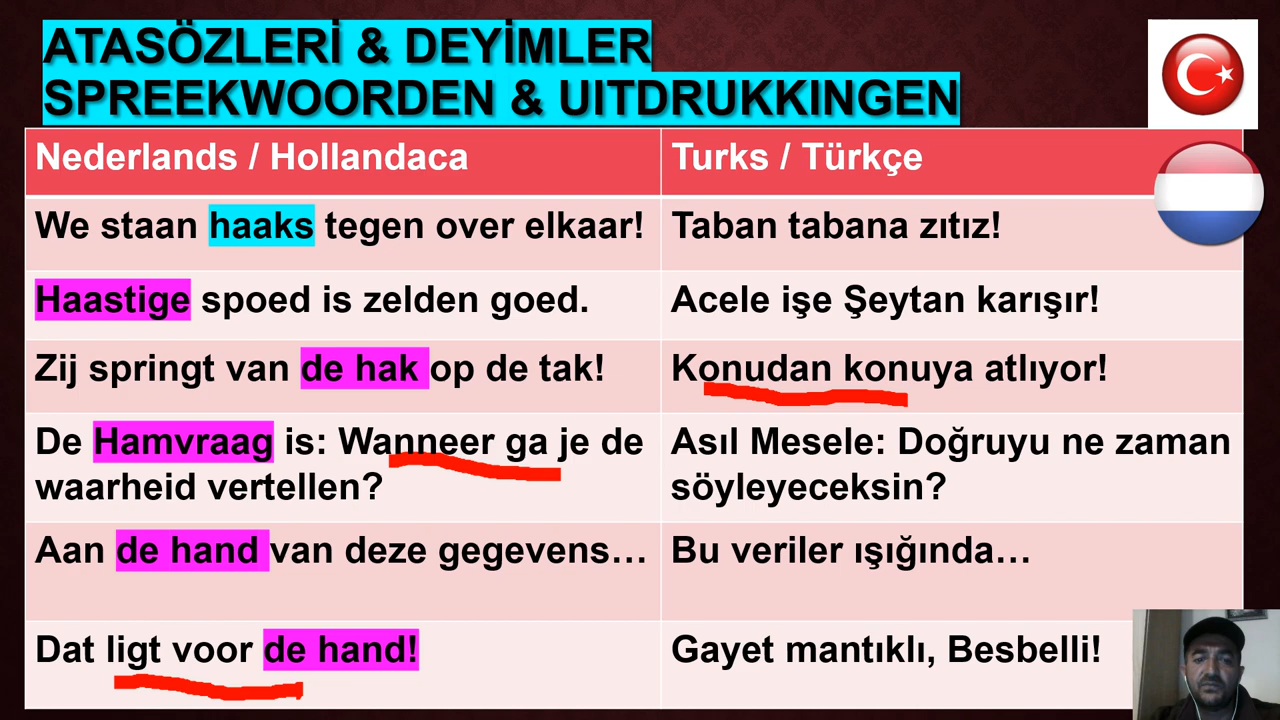 ATASÖZLERİ & DEYİMLER
SPREEKWOORDEN & UITDRUKKINGEN
Nederlands / Hollandaca
Turks / Türkçe
We staan haaks tegen over elkaar!
Taban tabana zıtız!
Haastige spoed is zelden goed.
Acele işe Şeytan karışır!
Zij springt van de hak op de tak!
Konudan konuya atlıyor!
De Hamvraag is: Wanneer ga je de
waarheid vertellen?
Asıl Mesele: Doğruyu ne zaman
söyleyeceksin?
Aan de hand van deze gegevens…
Bu veriler ışığında…
Dat ligt voor de hand!
Gayet mantıklı, Besbelli!